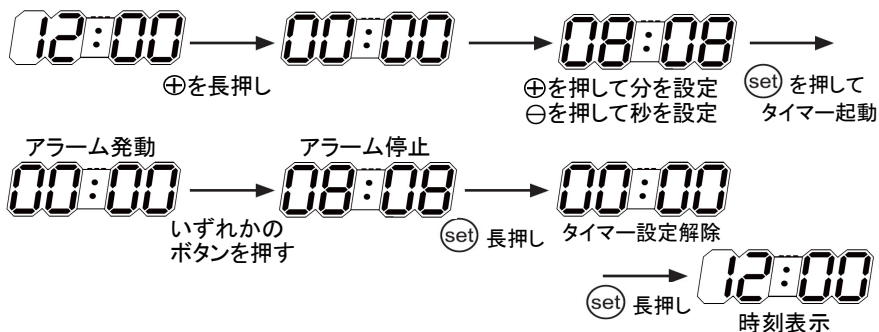 12:00
00:00
08:08
⊕を長押し
⊕を押して分を設定
⊖を押して秒を設定
set を押して
タイマー起動
アラーム発動
00:00
いずれかの
ボタンを押す
アラーム停止
08:08
set 長押し
00:00
タイマー設定解除
set 長押し
12:00
時刻表示